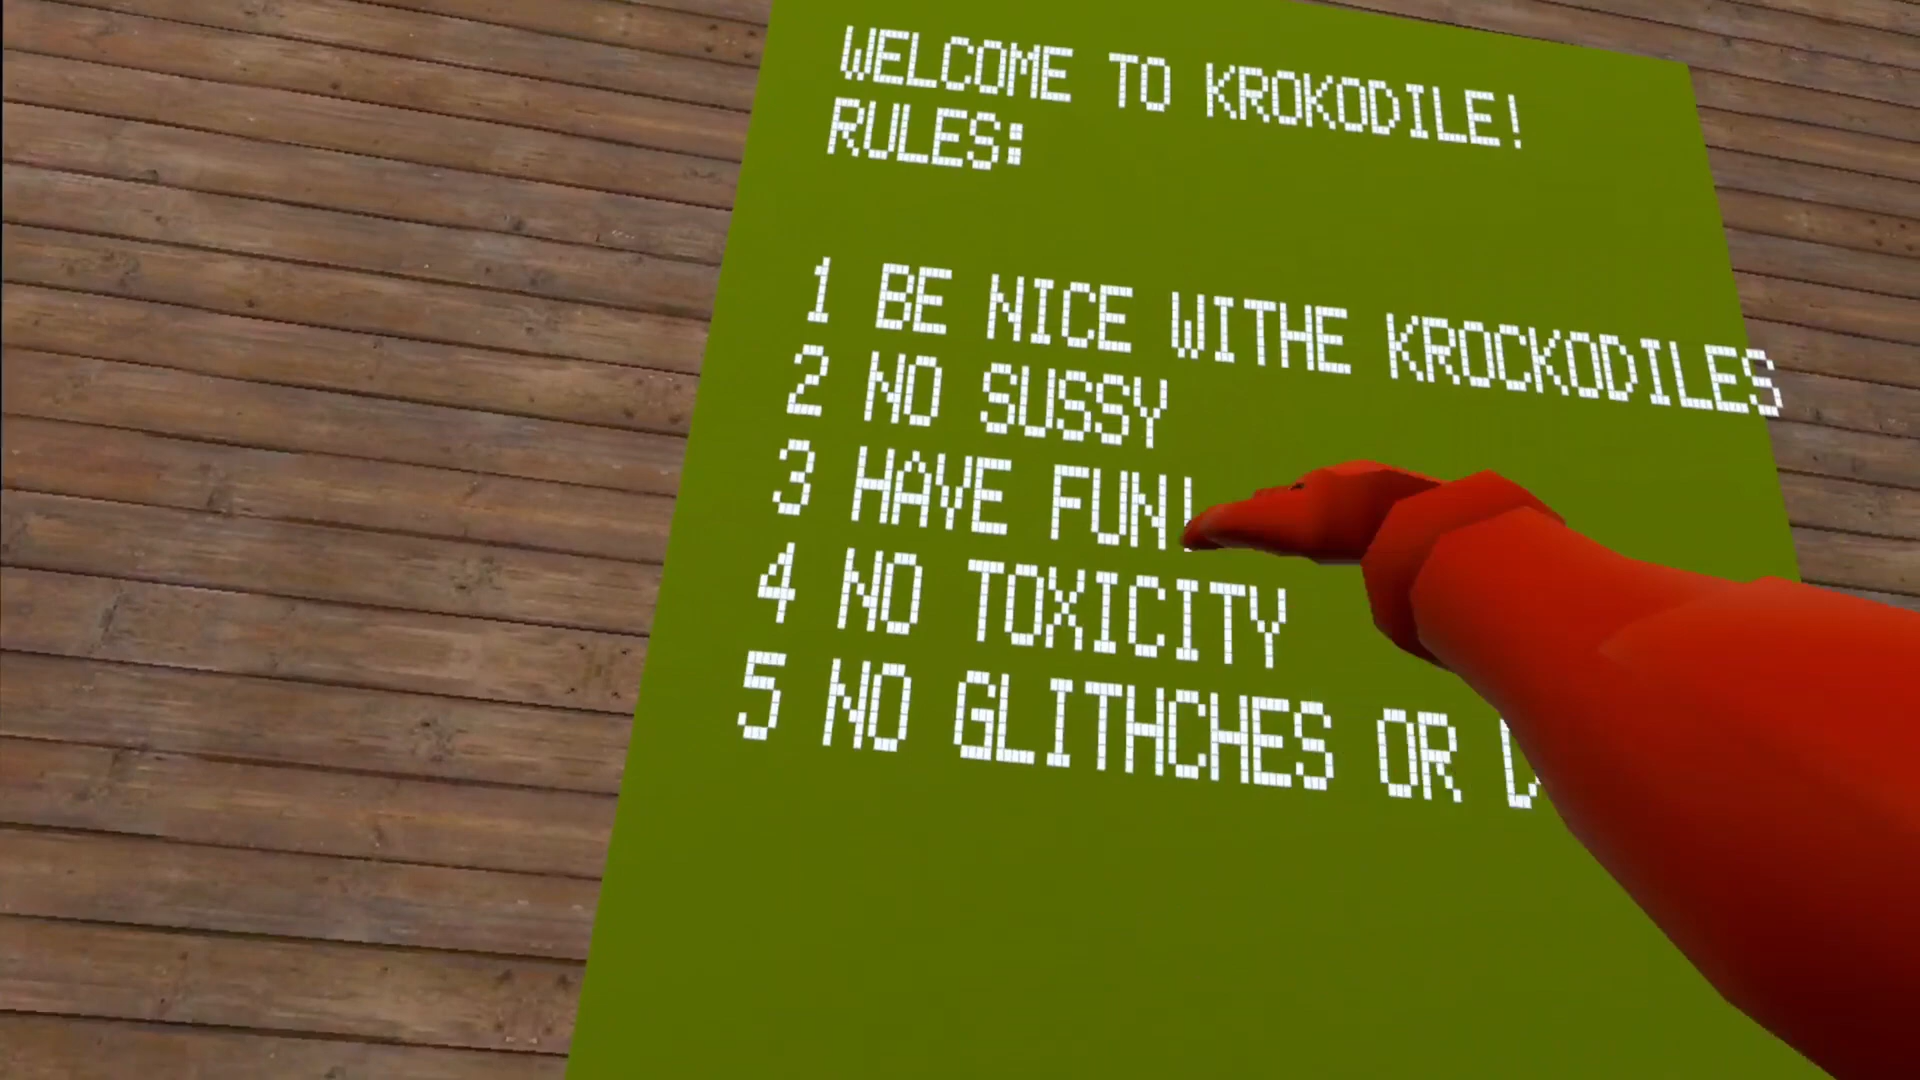 WELCOME TO KROKODILE!
RULES:
1 BE NICE WITHE KROCKODILES
2 NO SUSSY
3 HAVE FUN!
4 NO TOXICITY
5 NO GLITHCHES OR